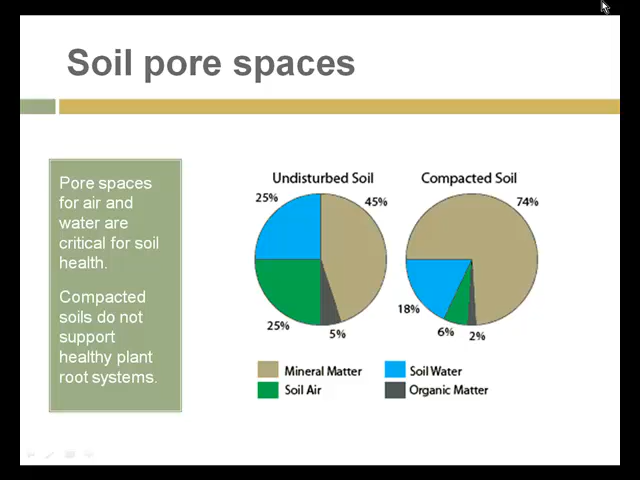 Soil pore spaces
Pore spaces
for air and
water are
critical for soil
health.
Compacted
soils do not
support
healthy plant
root systems.
Undisturbed Soil
25%
45%
25%
5%
Compacted Soil
74%
18%
6%
2%
Mineral Matter
Soil Water
Soil Air
Organic Matter